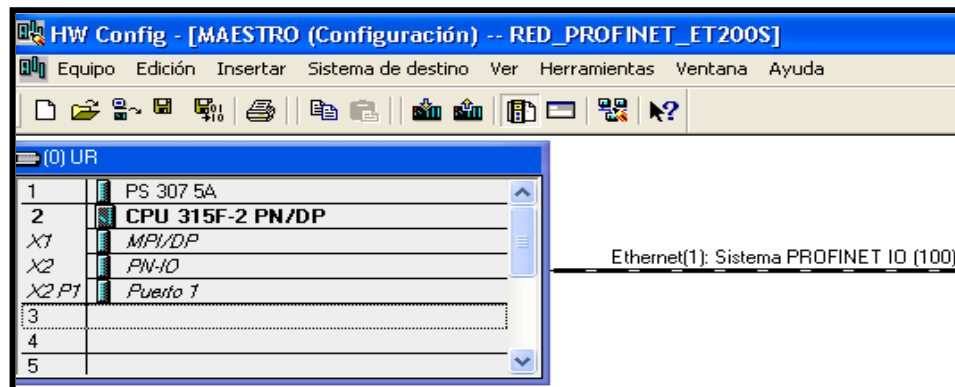 HW Config - [MAESTRO (Configuración) -- RED_PROFINET_ET200S]
Equipo Edición Insertar Sistema de destino Ver Herramientas Ventana Ayuda
(0) UR
1 PS 307 5A
2 CPU 315F-2 PN/DP
X1 MPI/DP
X2 PN-IO
X2 P1 Puerto 1
3
4
5
Ethernet(1): Sistema PROFINET IO (100)